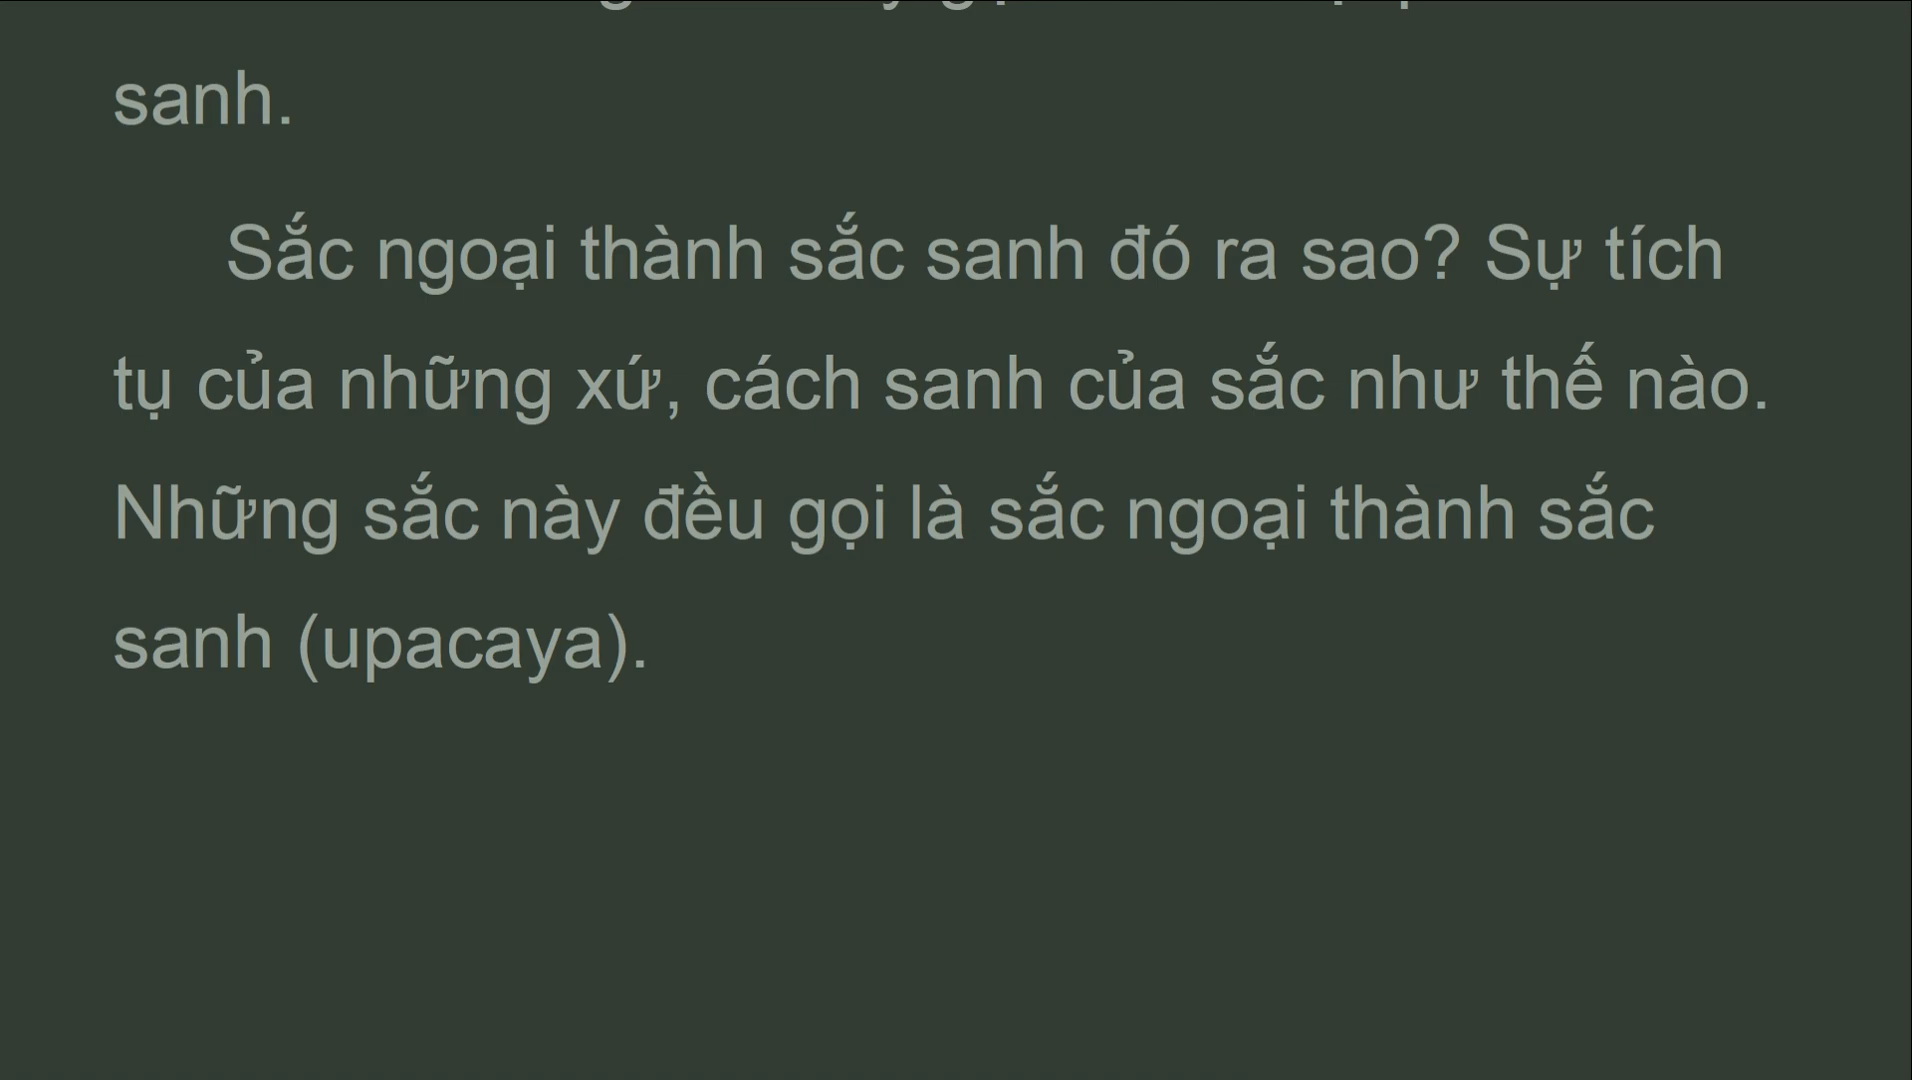 sanh.
Sắc ngoại thành sắc sanh đó ra sao? Sự tích
tụ của những xứ, cách sanh của sắc như thế nào.
Những sắc này đều gọi là sắc ngoại thành sắc
sanh (upacaya).